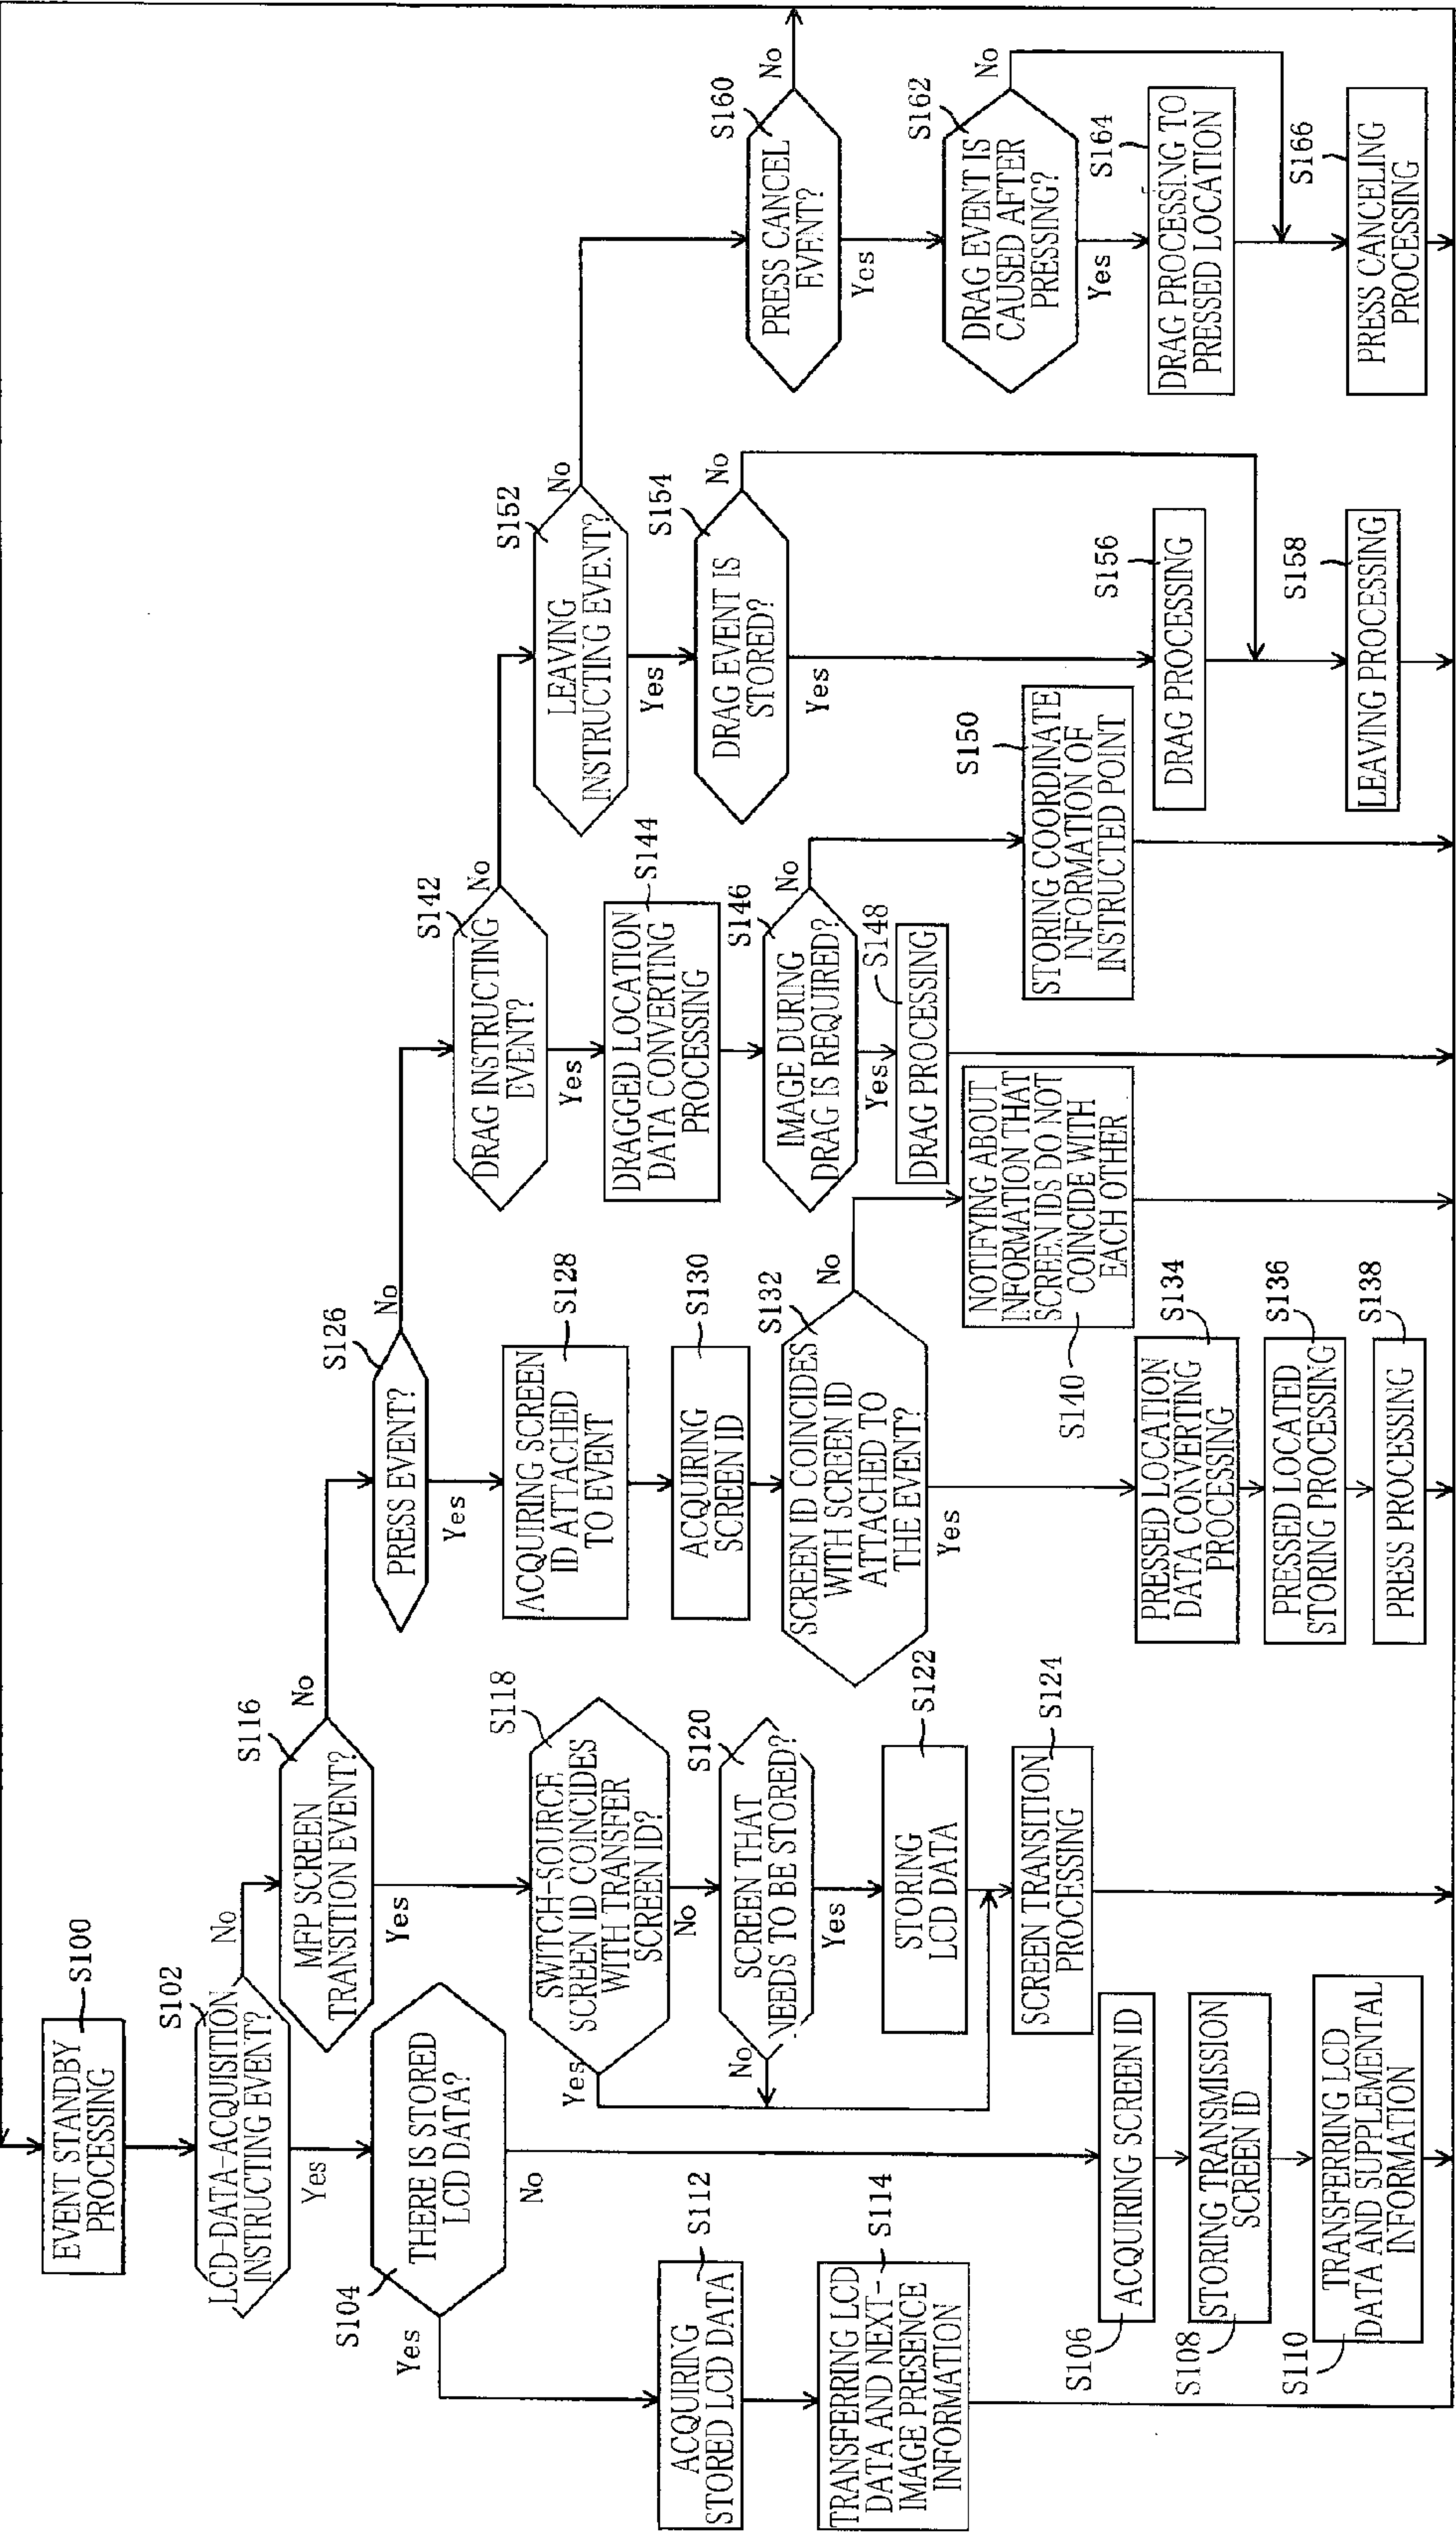 EVENT STANDBY
PROCESSING
S100
LCD-DATA-ACQUISITION
INSTRUCTING EVENT?
S102
No
Yes
THERE IS STORED
LCD DATA?
S104
Yes
No
ACQUIRING
STORED LCD DATA
S112
TRANSFERRING LCD
DATA AND NEXT-
IMAGE PRESENCE
INFORMATION
S114
ACQUIRING SCREEN ID
S106
STORING TRANSMISSION
SCREEN ID
S108
TRANSFERRING LCD
DATA AND SUPPLEMENTAL
INFORMATION
S110
MFP SCREEN
TRANSITION EVENT?
S116
No
Yes
SWITCH-SOURCE
SCREEN ID COINCIDES
WITH TRANSFER
SCREEN ID?
S118
Yes
No
SCREEN THAT
NEEDS TO BE STORED?
S120
No
Yes
STORING
LCD DATA
S122
SCREEN TRANSITION
PROCESSING
S124
PRESS EVENT?
S126
No
Yes
ACQUIRING SCREEN
ID ATTACHED
TO EVENT
S128
ACQUIRING
SCREEN ID
S130
SCREEN ID COINCIDES
WITH SCREEN ID
ATTACHED TO
THE EVENT?
S132
No
Yes
NOTIFYING ABOUT
INFORMATION THAT
SCREEN IDS DO NOT
COINCIDE WITH
EACH OTHER
S140
PRESSED LOCATION
DATA CONVERTING
PROCESSING
S134
PRESSED LOCATED
STORING PROCESSING
S136
PRESS PROCESSING
S138
DRAG INSTRUCTING
EVENT?
S142
No
Yes
DRAGGED LOCATION
DATA CONVERTING
PROCESSING
S144
IMAGE DURING
DRAG IS REQUIRED?
S146
No
Yes
DRAG PROCESSING
S148
STORING COORDINATE
INFORMATION OF
INSTRUCTED POINT
S150
LEAVING
INSTRUCTING EVENT?
S152
No
Yes
DRAG EVENT IS
STORED?
S154
No
Yes
DRAG PROCESSING
S156
LEAVING PROCESSING
S158
PRESS CANCEL
EVENT?
S160
No
Yes
DRAG EVENT IS
CAUSED AFTER
PRESSING?
S162
No
Yes
DRAG PROCESSING TO
PRESSED LOCATION
S164
PRESS CANCELING
PROCESSING
S166